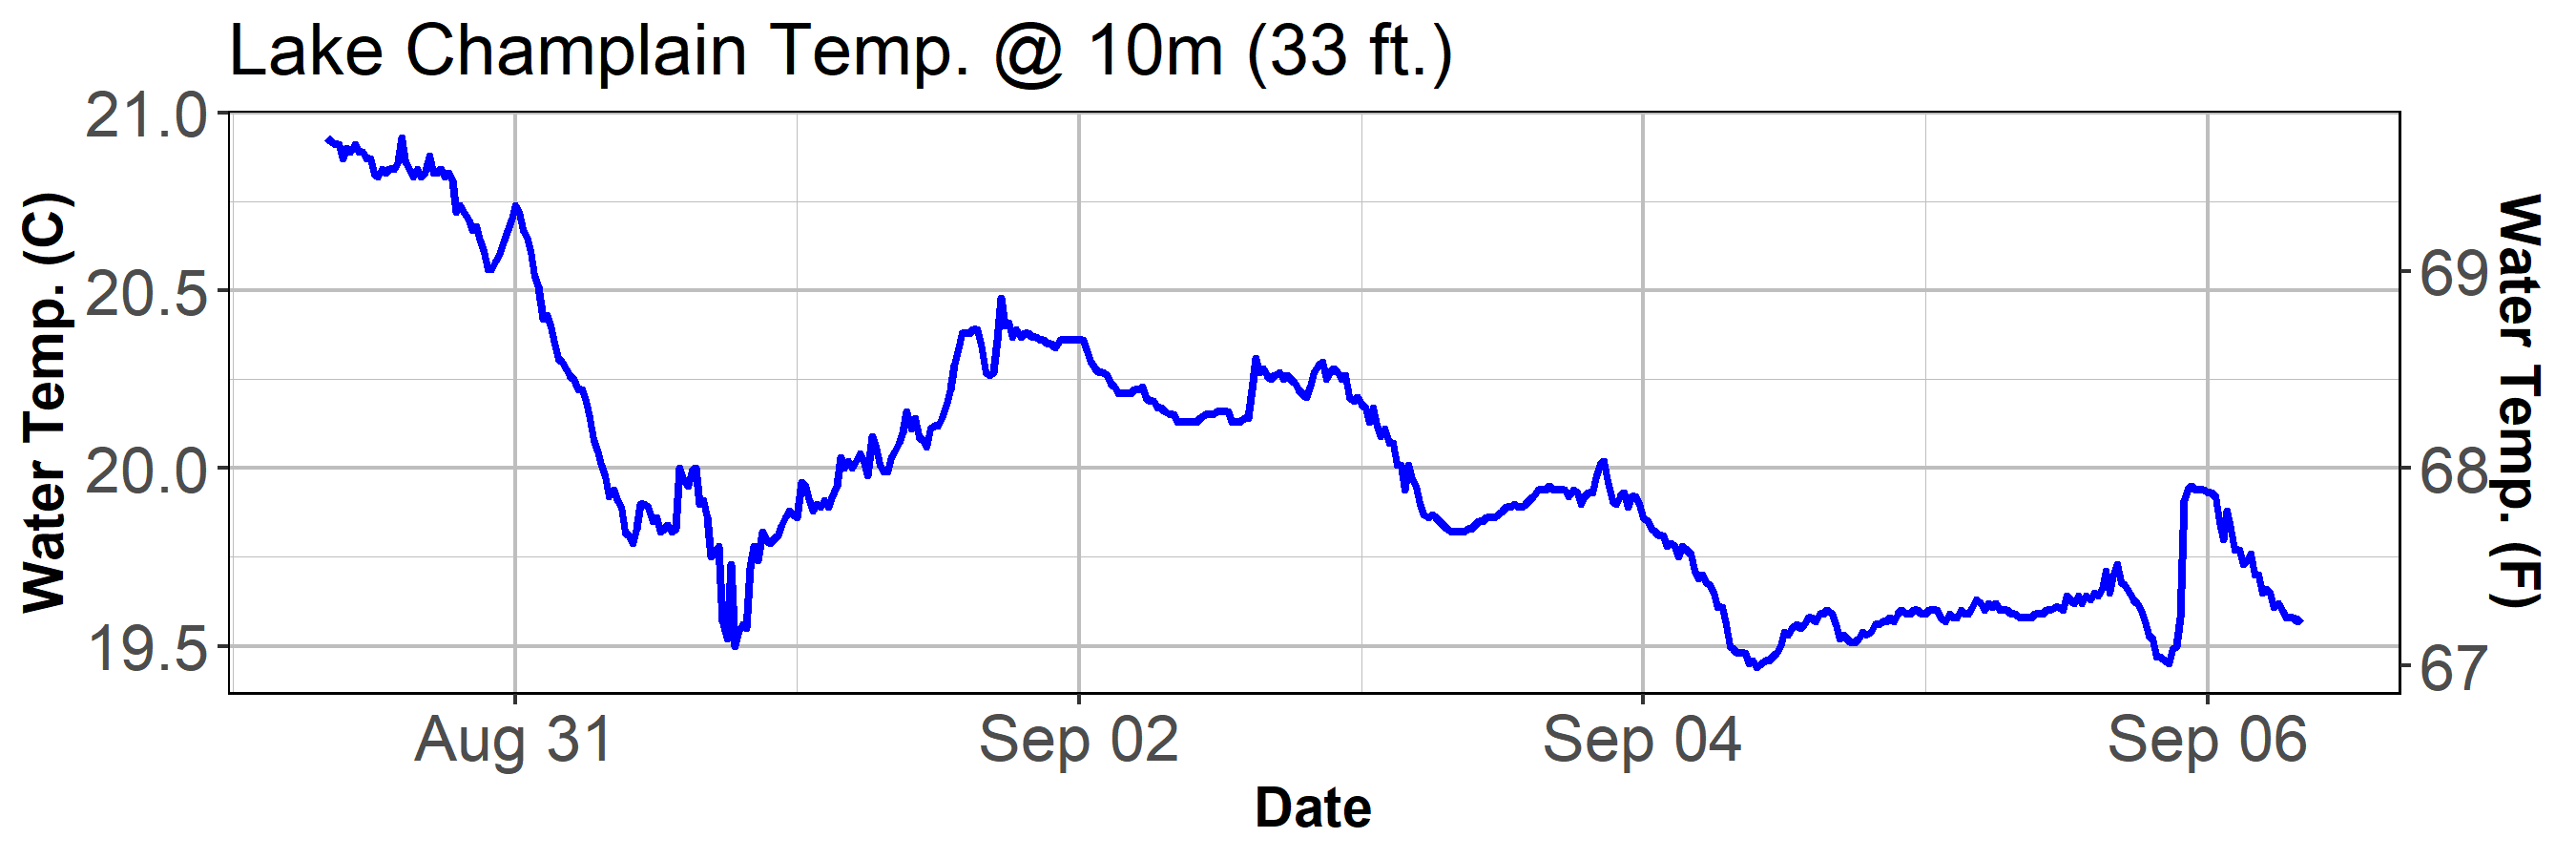 Lake Champlain Temp. @ 10m (33 ft.)
Water Temp. (C)
21.0
20.5
20.0
19.5
69
68
67
Water Temp. (F)
Aug 31
Sep 02
Sep 04
Sep 06
Date